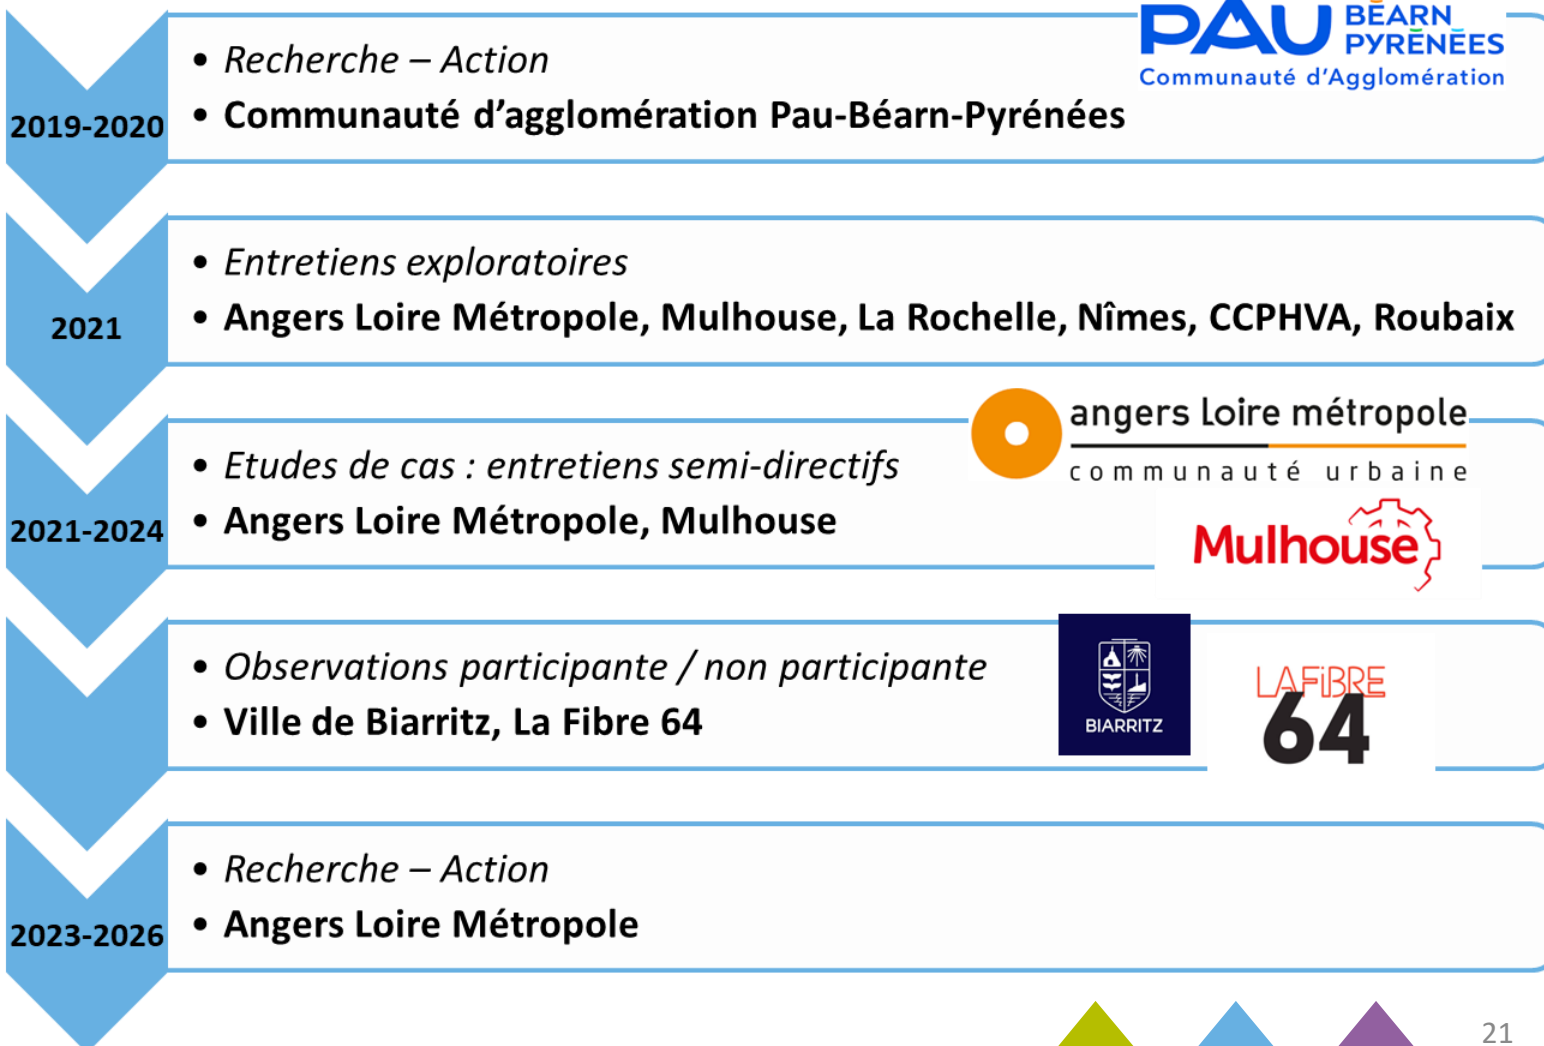 PAU BÉARN
PYRÉNÉES
Communauté d'Agglomération
2019-2020
• Recherche – Action
• Communauté d'agglomération Pau-Béarn-Pyrénées
2021
• Entretiens exploratoires
• Angers Loire Métropole, Mulhouse, La Rochelle, Nîmes, CCPHVA, Roubaix
angers Loire métropole
communauté urbaine
2021-2024
• Etudes de cas : entretiens semi-directifs
• Angers Loire Métropole, Mulhouse
Mulhouse
• Observations participante / non participante
• Ville de Biarritz, La Fibre 64
BIARRITZ
LAFiBRE
64
2023-2026
• Recherche – Action
• Angers Loire Métropole
21